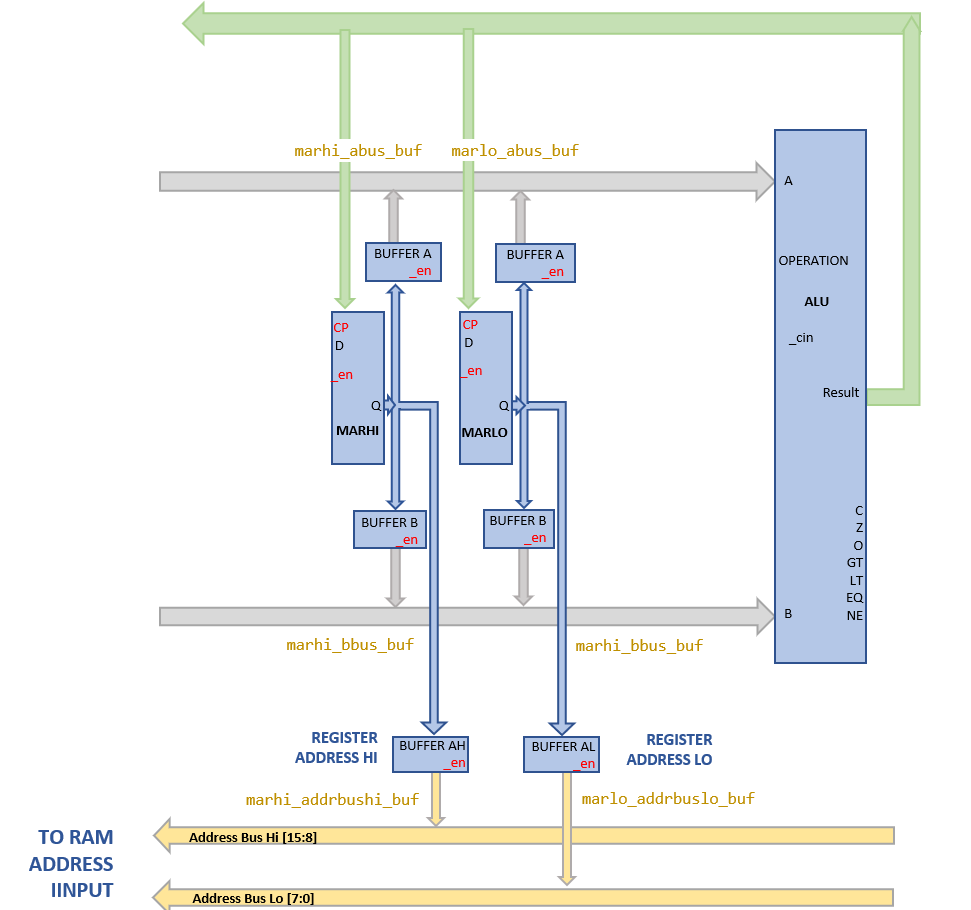 marhi_abus_buf
marlo_abus_buf
A
BUFFER A
_en
BUFFER A
_en
OPERATION
ALU
_cin
CP
D
_en
Q
MARHI
CP
D
_en
Q
MARLO
Result
BUFFER B
_en
BUFFER B
_en
C
Z
O
GT
LT
EQ
NE
B
marhi_bbus_buf
marhi_bbus_buf
REGISTER
ADDRESS HI
BUFFER AH
_en
BUFFER AL
_en
REGISTER
ADDRESS LO
marhi_addrbushi_buf
marlo_addrbuslo_buf
TO RAM
ADDRESS
IINPUT
Address Bus Hi [15:8]
Address Bus Lo [7:0]